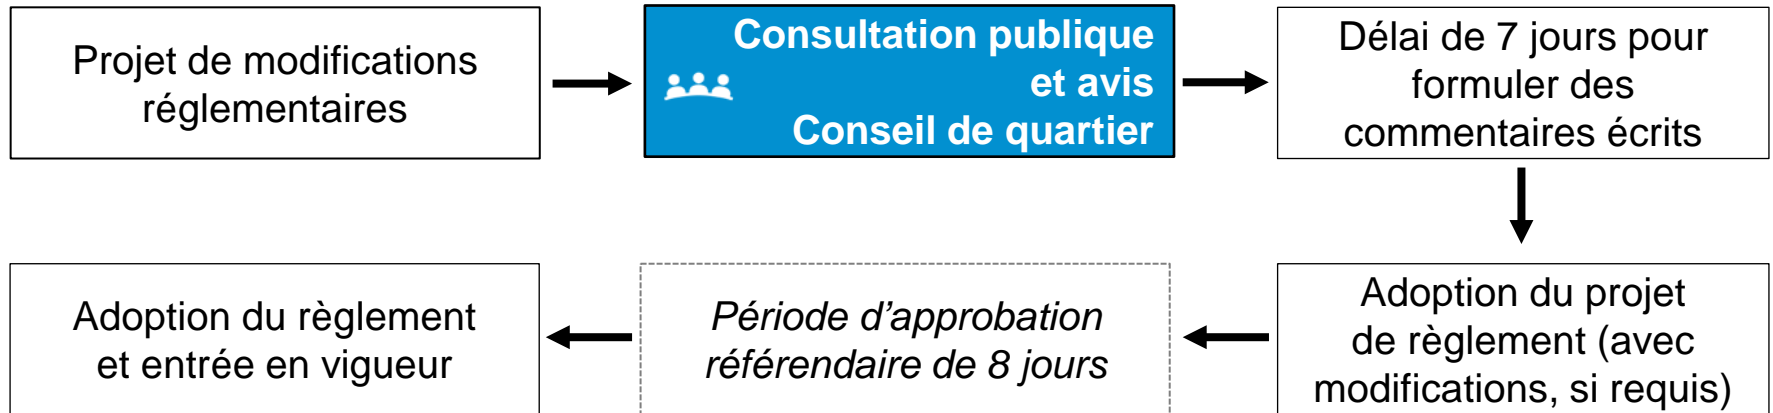 Projet de modifications
réglementaires
Consultation publique
et avis
Conseil de quartier
Délai de 7 jours pour
formuler des
commentaires écrits
Adoption du projet
de règlement (avec
modifications, si requis)
Période d'approbation
référendaire de 8 jours
Adoption du règlement
et entrée en vigueur